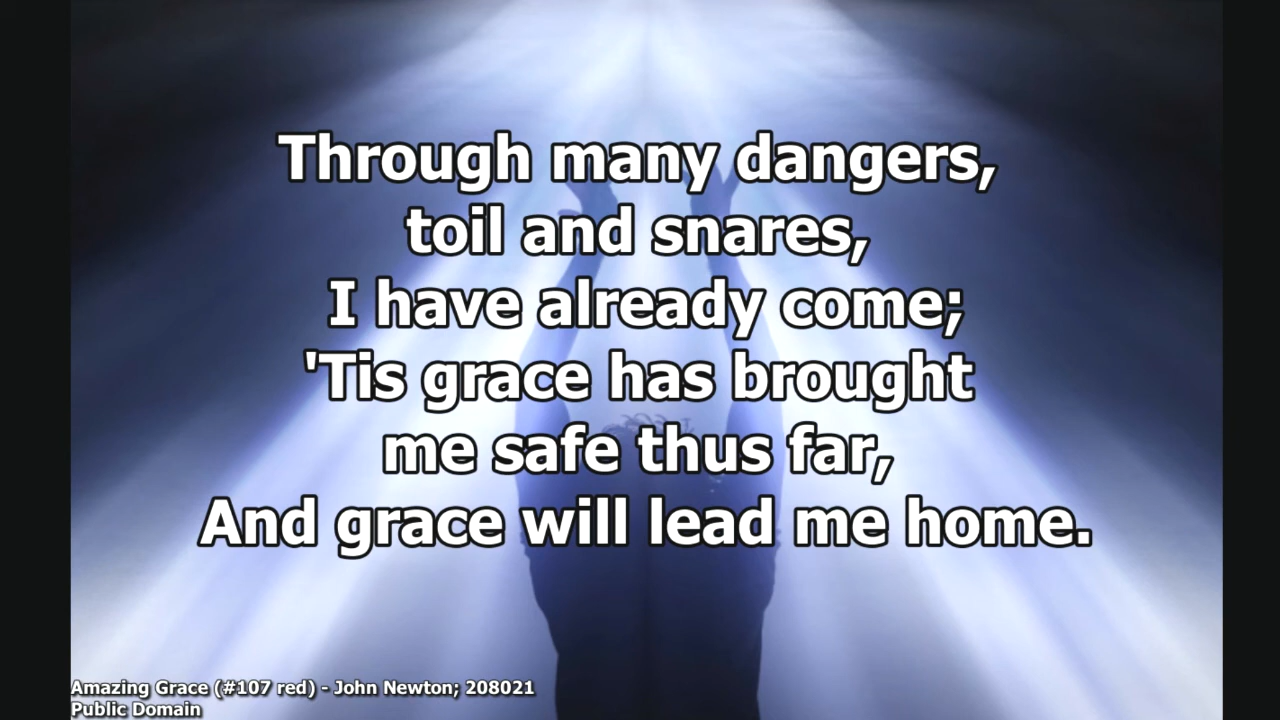 Through many dangers,
toil and snares,
I have already come;
'Tis grace has brought
me safe thus far,
And grace will lead me home.
Amazing Grace (#107 red) - John Newton; 208021
Public Domain